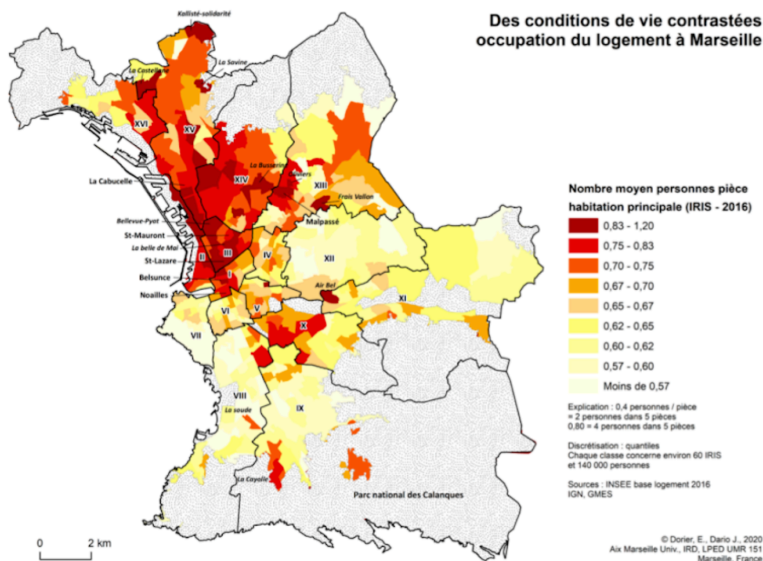 Des conditions de vie contrastées
occupation du logement à Marseille
Kallisté-solidarité
La Savine
La Castellane
XVI
XV
La Cabucelle
XIV
La Busserine
Oliviers
XIII
Frais Vallon
Malpassé
Bellevue-Pyat
St-Mauront
La belle de Mai
St-Lazare
Belsunce
Noailles
II
III
I
IV
XII
Air Bel
XI
VI
V
X
VII
VIII
IX
La soude
La Cayolle
Parc national des Calanques
Nombre moyen personnes pièce
habitation principale (IRIS - 2016)
0,83 - 1,20
0,75 - 0,83
0,70 - 0,75
0,67 - 0,70
0,65 - 0,67
0,62 - 0,65
0,60 - 0,62
0,57 - 0,60
Moins de 0,57
Explication : 0,4 personnes / pièce
= 2 personnes dans 5 pièces
0,80 = 4 personnes dans 5 pièces
Discrétisation : quantiles
Chaque classe concerne environ 60 IRIS
et 140 000 personnes
Sources : INSEE base logement 2016
IGN, GMES
0 2 km
© Dorier, E., Dario J., 2020
Aix Marseille Univ., IRD, LPED UMR 151
Marseille, France